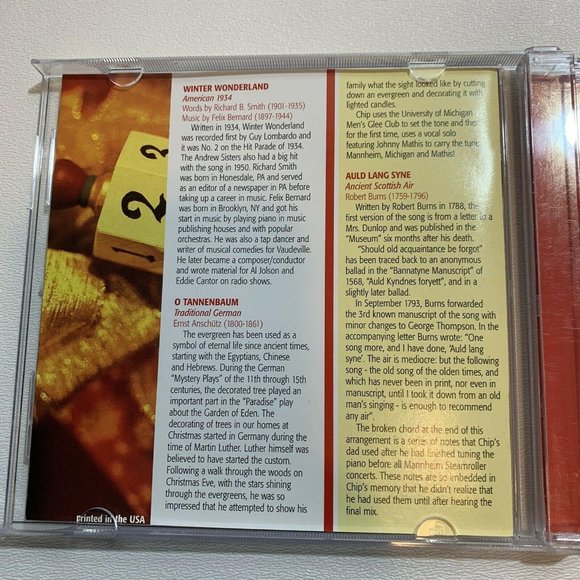 WINTER WONDERLAND
American 1934
Words by Richard B. Smith (1901-1935)
Music by Felix Bernard (1897-1944)
Written in 1934, Winter Wonderland
was recorded first by Guy Lombardo and
it was No. 2 on the Hit Parade of 1934.
The Andrew Sisters also had a big hit
with the song in 1950. Richard Smith
was born in Honesdale, PA and served
as an editor of a newspaper in PA before
taking up a career in music. Felix Bernard
was born in Brooklyn, NY and got his
start in music by playing piano in music
publishing houses and with popular
orchestras. He was also a tap dancer and
writer of musical comedies for Vaudeville.
He later became a composer/conductor
and wrote material for Al Jolson and
Eddie Cantor on radio shows.
O TANNENBAUM
Traditional German
Ernst Anschütz (1800-1861)
The evergreen has been used as a
symbol of eternal life since ancient times,
starting with the Egyptians, Chinese
and Hebrews. During the German
"Mystery Plays" of the 11th through 15th
centuries, the decorated tree played an
important part in the "Paradise" play
about the Garden of Eden. The
decorating of trees in our homes at
Christmas started in Germany during the
time of Martin Luther. Luther himself was
believed to have started the custom.
Following a walk through the woods on
Christmas Eve, with the stars shining
through the evergreens, he was so
impressed that he attempted to show his
family what the sight looked like by cutting
down an evergreen and decorating it with
lighted candles.
Chip uses the University of Michigan
Men's Glee Club to set the tone and then
for the first time, uses a vocal solo
featuring Johnny Mathis to carry the tune.
Mannheim, Michigan and Mathis!
AULD LANG SYNE
Ancient Scottish Air
Robert Burns (1759-1796)
Written by Robert Burns in 1788, the
first version of the song is from a letter to
Mrs. Dunlop and was published in the
"Museum" six months after his death.
"Should old acquaintance be forgot"
has been traced back to an anonymous
ballad in the "Bannatyne Manuscript" of
1568, "Auld Kyndnes foryett", and in a
slightly later ballad.
In September 1793, Burns forwarded
the 3rd known manuscript of the song with
minor changes to George Thompson. In the
accompanying letter Burns wrote: "One
song more, and I have done, 'Auld lang
syne'. The air is mediocre: but the following
song - the old song of the olden times, and
which has never been in print, nor even in
manuscript, until I took it down from an old
man's singing - is enough to recommend
any air".
The broken chord at the end of this
arrangement is a series of notes that Chip's
dad used after he had finished tuning the
piano before all Mannheim Steamroller
concerts. These notes are so imbedded in
Chip's memory that he didn't realize that
he had used them until after hearing the
final mix.
2
1
printed in the USA